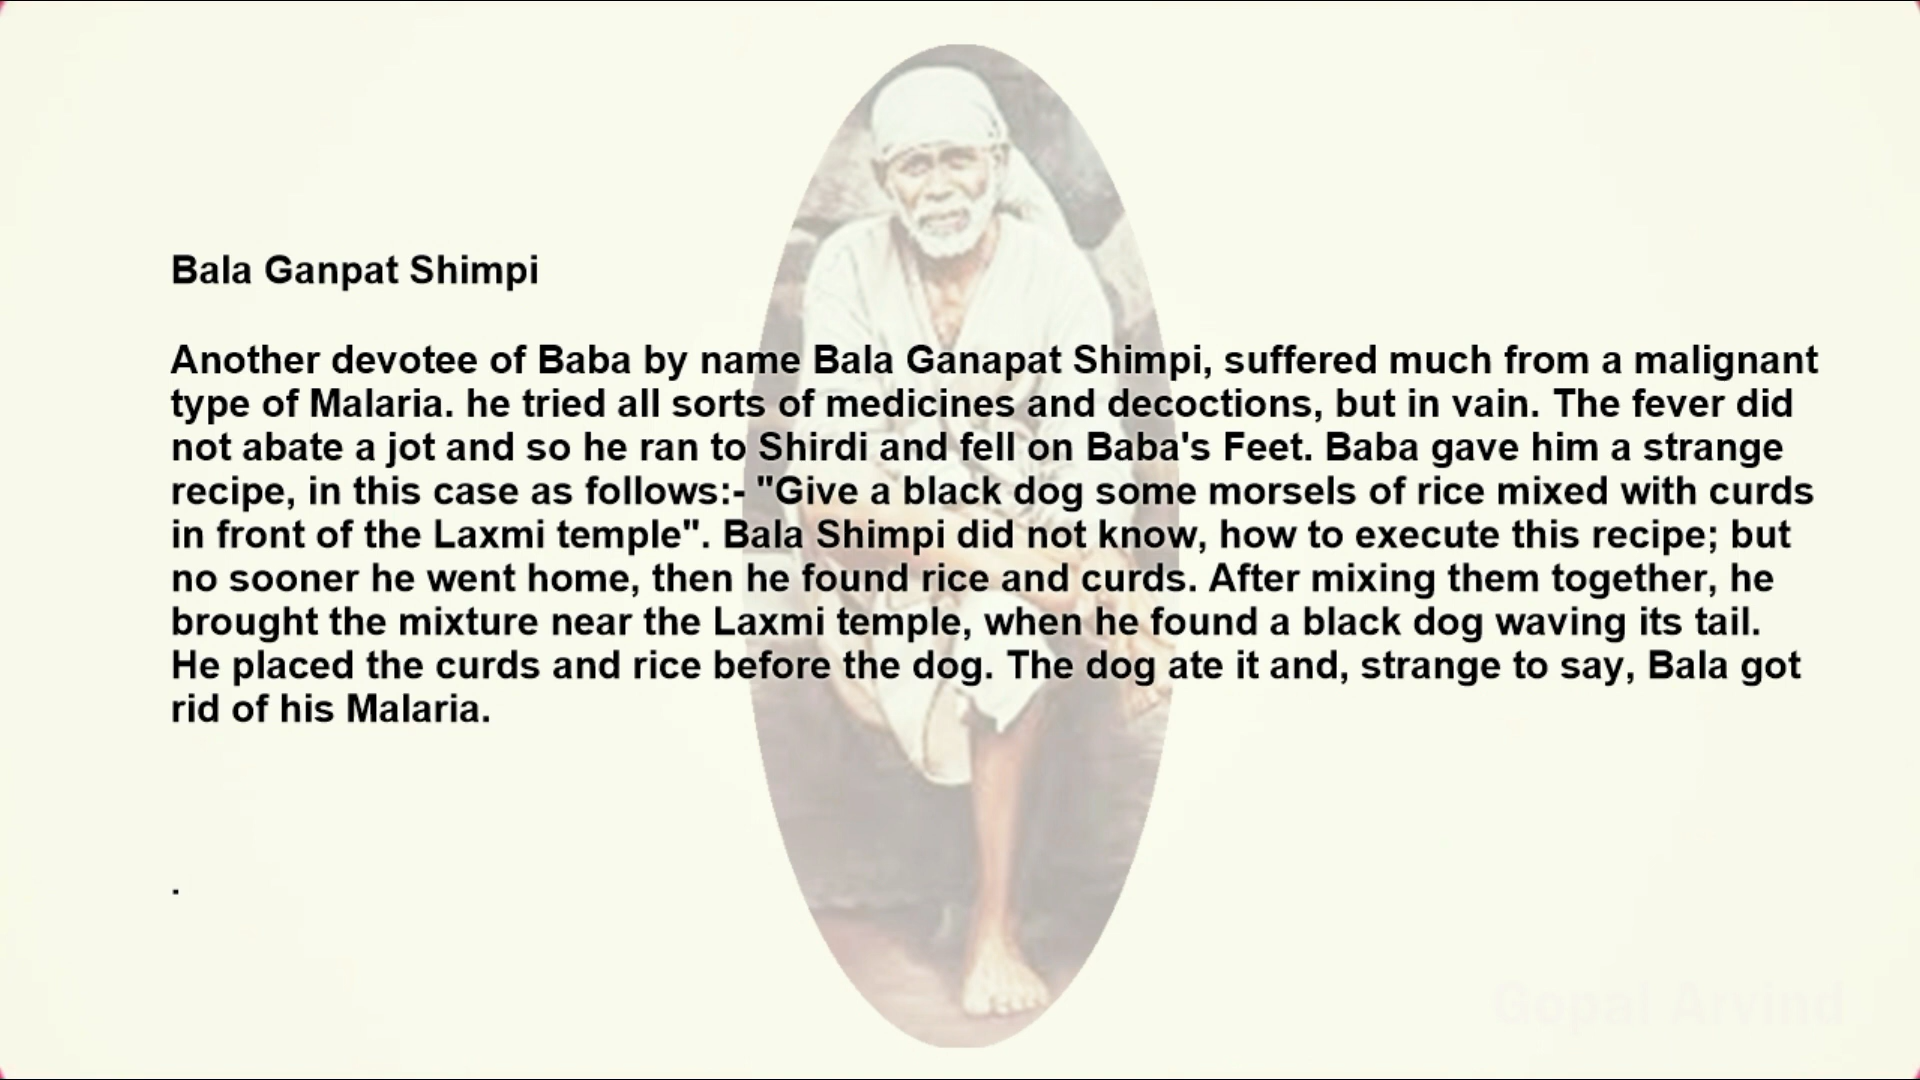 Bala Ganpat Shimpi
Another devotee of Baba by name Bala Ganapat Shimpi, suffered much from a malignant
type of Malaria. he tried all sorts of medicines and decoctions, but in vain. The fever did
not abate a jot and so he ran to Shirdi and fell on Baba's Feet. Baba gave him a strange
recipe, in this case as follows:- "Give a black dog some morsels of rice mixed with curds
in front of the Laxmi temple". Bala Shimpi did not know, how to execute this recipe; but
no sooner he went home, then he found rice and curds. After mixing them together, he
brought the mixture near the Laxmi temple, when he found a black dog waving its tail.
He placed the curds and rice before the dog. The dog ate it and, strange to say, Bala got
rid of his Malaria.
.
Gopal Arvind